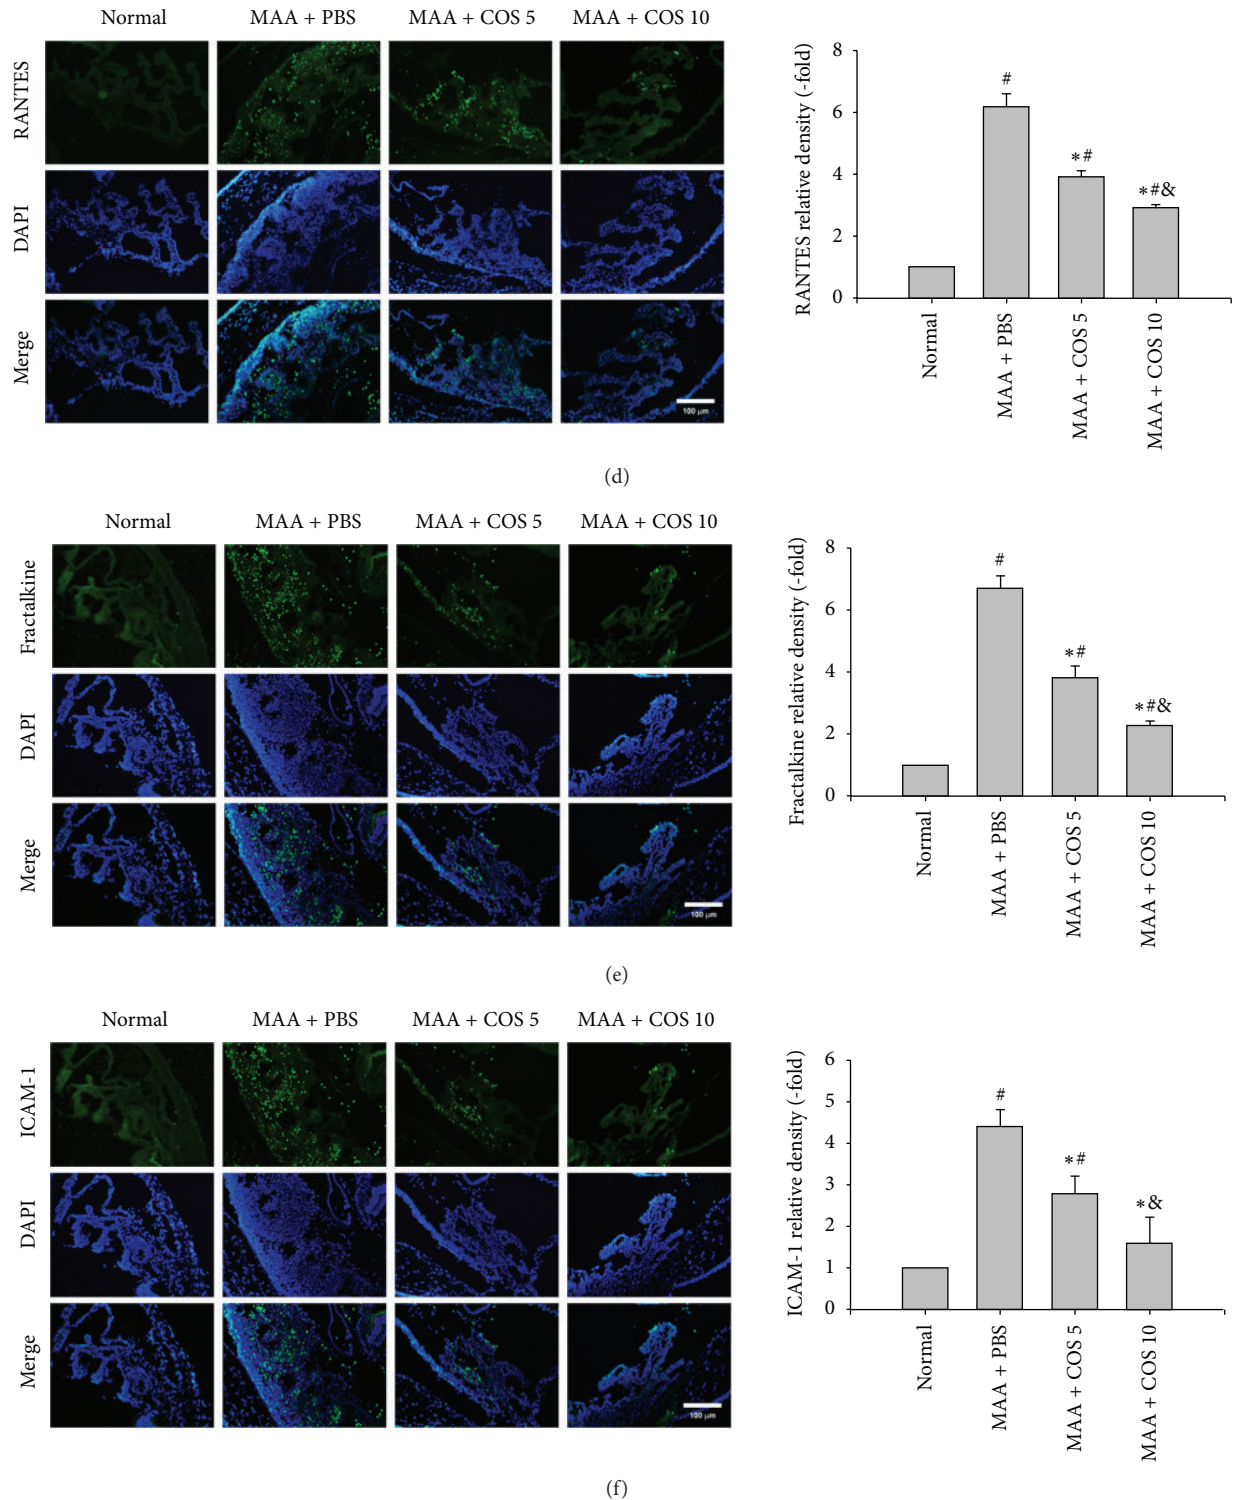 Normal MAA + PBS MAA + COS 5 MAA + COS 10
RANTES
DAPI
Merge
100 μm
RANTES relative density (-fold)
8
6
4
2
0
#
*#
*#&
Normal
MAA + PBS
MAA + COS 5
MAA + COS 10
(d)
Normal MAA + PBS MAA + COS 5 MAA + COS 10
Fractalkine
DAPI
Merge
100 μm
Fractalkine relative density (-fold)
8
6
4
2
0
#
*#
*#&
Normal
MAA + PBS
MAA + COS 5
MAA + COS 10
(e)
Normal MAA + PBS MAA + COS 5 MAA + COS 10
ICAM-1
DAPI
Merge
100 μm
ICAM-1 relative density (-fold)
6
5
4
3
2
1
0
#
*#
*&
Normal
MAA + PBS
MAA + COS 5
MAA + COS 10
(f)